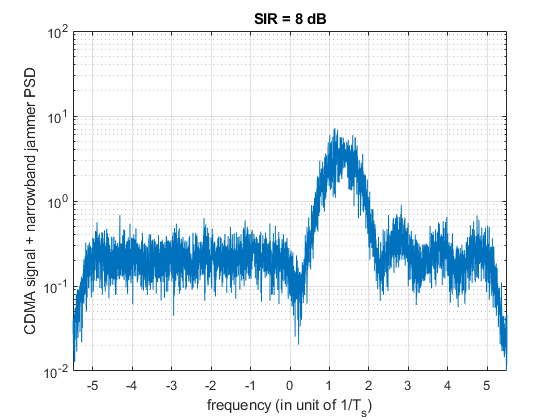 SIR = 8 dB
CDMA signal + narrowband jammer PSD
10^2
10^1
10^0
10^-1
10^-2
-5 -4 -3 -2 -1 0 1 2 3 4 5
frequency (in unit of 1/T_s)